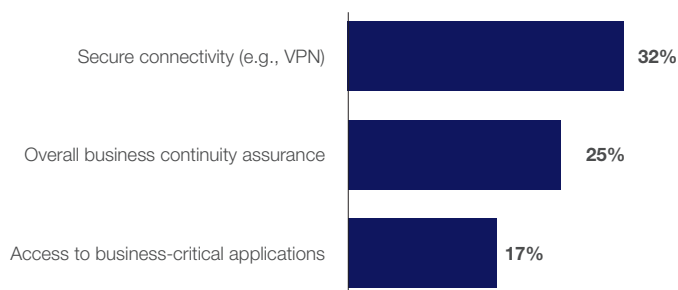 Secure connectivity (e.g., VPN) 32%
Overall business continuity assurance 25%
Access to business-critical applications 17%